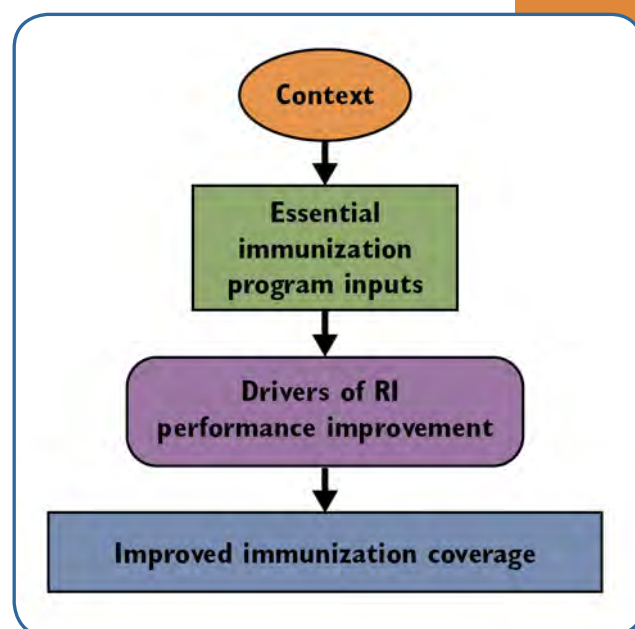 Context
Essential
immunization
program inputs
Drivers of RI
performance improvement
Improved immunization coverage